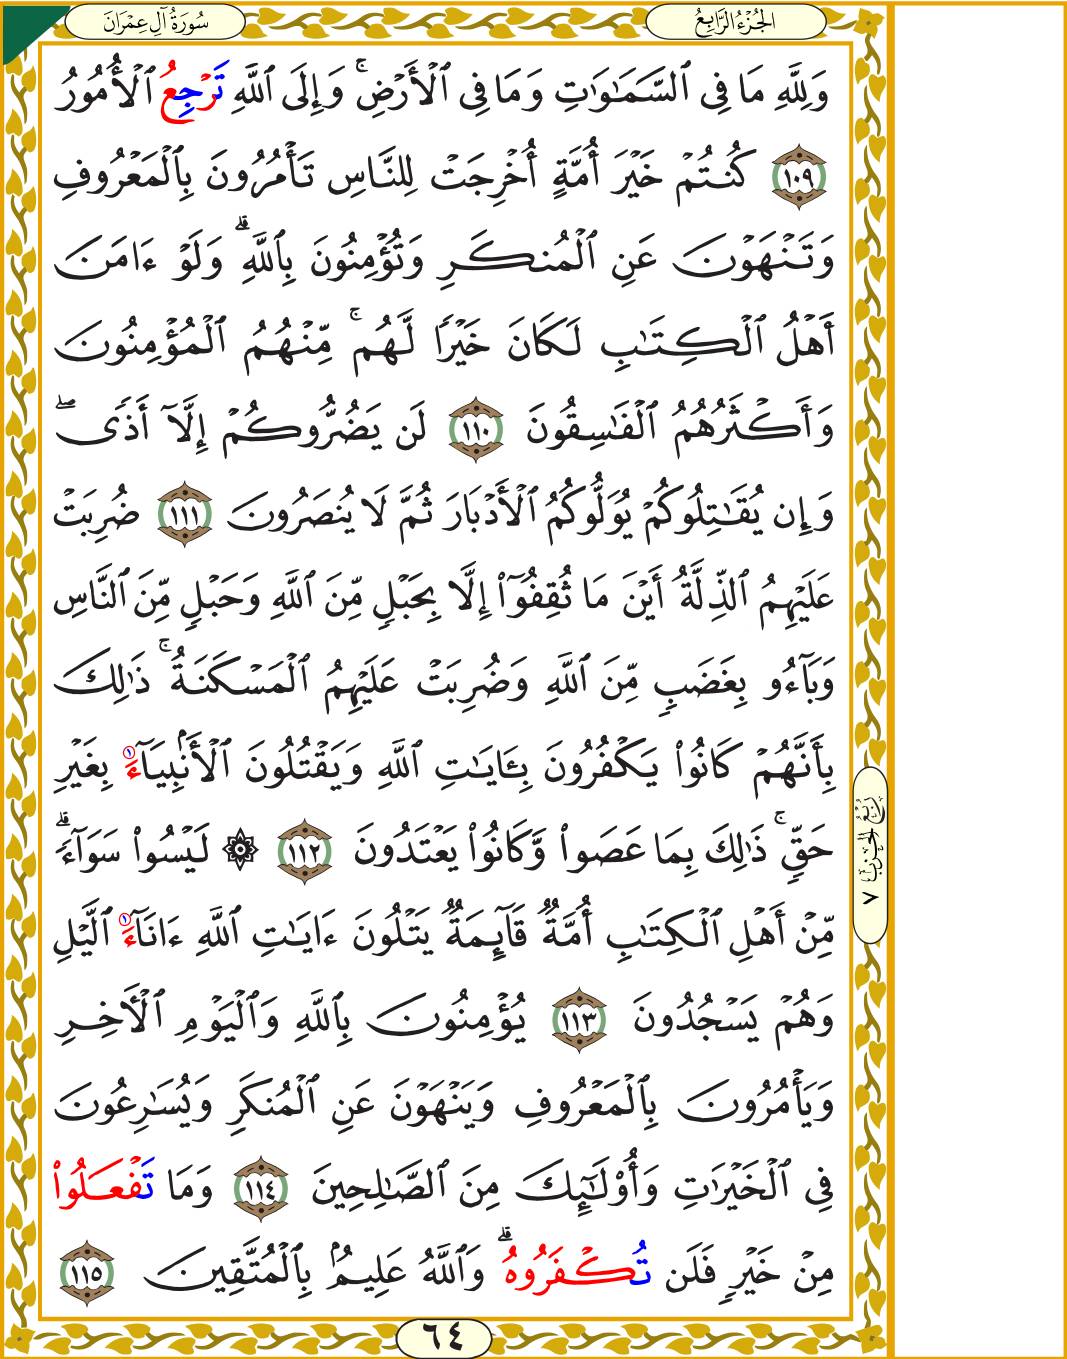 سُورَةُ آلِ عِمْرَانَ
الجُزْءُ الرَّابِعُ
وَلِلَّهِ مَا فِي ٱلسَّمَٰوَٰتِ وَمَا فِي ٱلْأَرْضِۚ وَإِلَى ٱللَّهِ تَرْجِعُ ٱلْأُمُورُ
١٠٩ كُنتُمْ خَيْرَ أُمَّةٍ أُخْرِجَتْ لِلنَّاسِ تَأْمُرُونَ بِٱلْمَعْرُوفِ
وَتَنْهَوْنَ عَنِ ٱلْمُنكَرِ وَتُؤْمِنُونَ بِٱللَّهِۗ وَلَوْ ءَامَنَ
أَهْلُ ٱلْكِتَٰبِ لَكَانَ خَيْرًا لَّهُمۚ مِّنْهُمُ ٱلْمُؤْمِنُونَ
وَأَكْثَرُهُمُ ٱلْفَٰسِقُونَ ١١٠ لَن يَضُرُّوكُمْ إِلَّآ أَذًىۖ
وَإِن يُقَٰتِلُوكُمْ يُوَلُّوكُمُ ٱلْأَدْبَارَ ثُمَّ لَا يُنصَرُونَ ١١١ ضُرِبَتْ
عَلَيْهِمُ ٱلذِّلَّةُ أَيْنَ مَا ثُقِفُوٓا۟ إِلَّا بِحَبْلٍ مِّنَ ٱللَّهِ وَحَبْلٍ مِّنَ ٱلنَّاسِ
وَبَآءُو بِغَضَبٍ مِّنَ ٱللَّهِ وَضُرِبَتْ عَلَيْهِمُ ٱلْمَسْكَنَةُۚ ذَٰلِكَ
بِأَنَّهُمْ كَانُوا۟ يَكْفُرُونَ بِـَٔايَٰتِ ٱللَّهِ وَيَقْتُلُونَ ٱلْأَنۢبِيَآءَ بِغَيْرِ
حَقٍّۚ ذَٰلِكَ بِمَا عَصَوا۟ وَّكَانُوا۟ يَعْتَدُونَ ١١٢ ۞ لَيْسُوا۟ سَوَآءًۗ
مِّنْ أَهْلِ ٱلْكِتَٰبِ أُمَّةٌ قَآئِمَةٌ يَتْلُونَ ءَايَٰتِ ٱللَّهِ ءَانَآءَ ٱلَّيْلِ
وَهُمْ يَسْجُدُونَ ١١٣ يُؤْمِنُونَ بِٱللَّهِ وَٱلْيَوْمِ ٱلْءَاخِرِ
وَيَأْمُرُونَ بِٱلْمَعْرُوفِ وَيَنْهَوْنَ عَنِ ٱلْمُنكَرِ وَيُسَٰرِعُونَ
فِي ٱلْخَيْرَٰتِ وَأُو۟لَٰٓئِكَ مِنَ ٱلصَّٰلِحِينَ ١١٤ وَمَا تَفْعَلُوا۟
مِنْ خَيْرٍ فَلَن تُكْفَرُوهُۗ وَٱللَّهُ عَلِيمٌۢ بِٱلْمُتَّقِينَ ١١٥
رُبْعُ الحِزْبِ ٧
٦٤